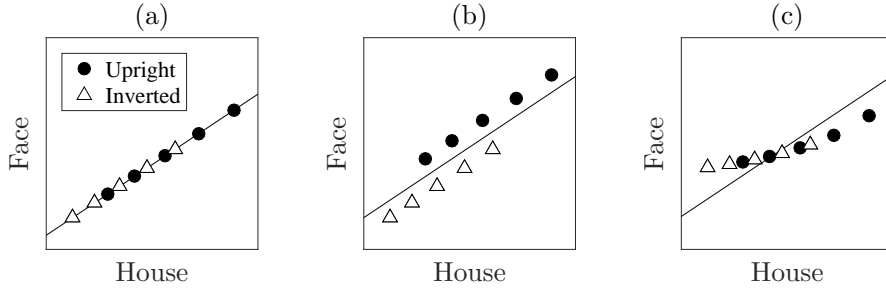 (a) (b) (c)
Upright
Inverted
Face Face Face
House House House